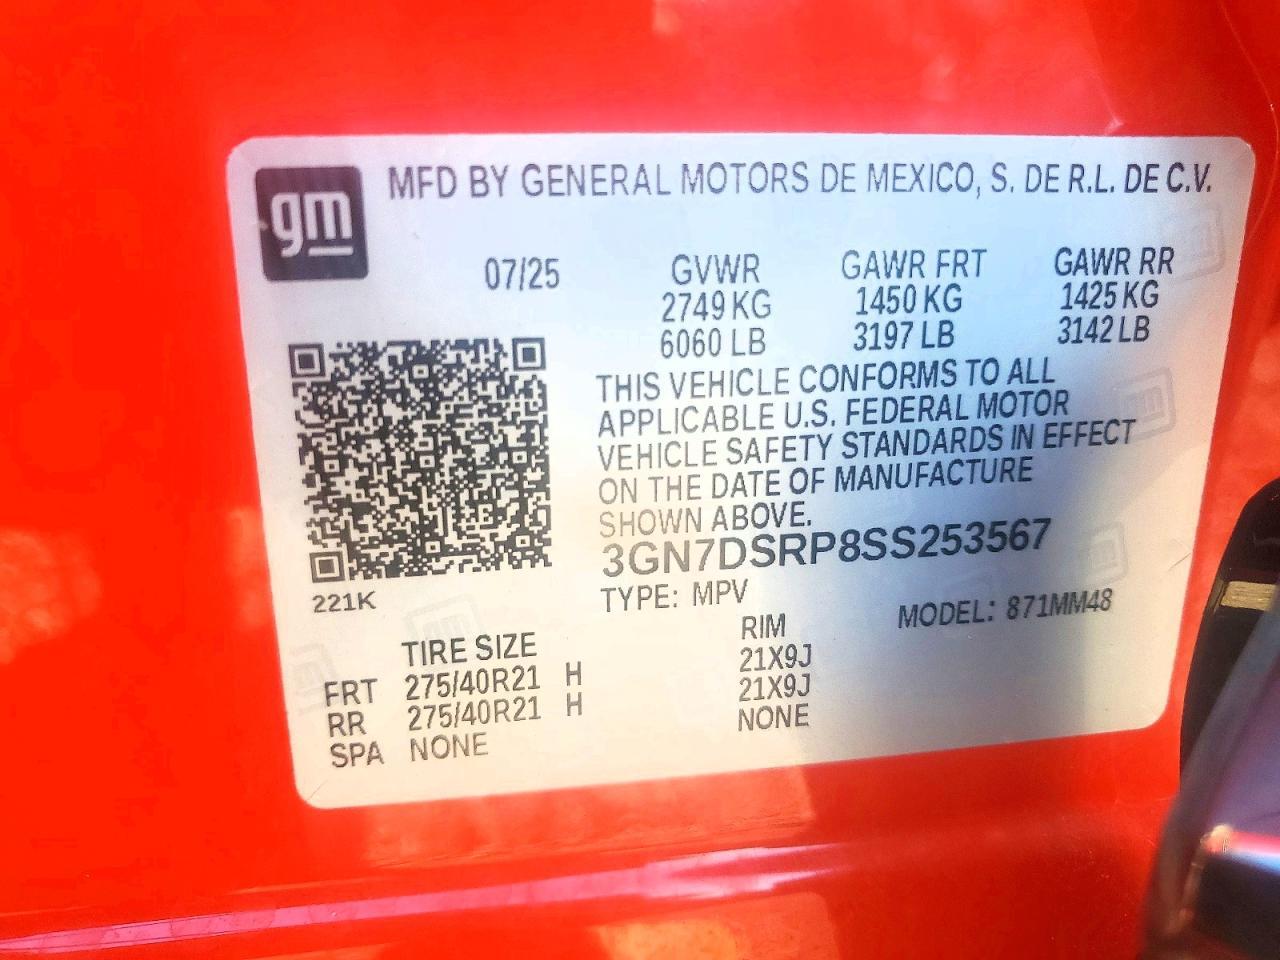 gm
MFD BY GENERAL MOTORS DE MEXICO, S. DE R.L. DE C.V.
07/25 GVWR GAWR FRT GAWR RR
2749 KG 1450 KG 1425 KG
6060 LB 3197 LB 3142 LB
THIS VEHICLE CONFORMS TO ALL
APPLICABLE U.S. FEDERAL MOTOR
VEHICLE SAFETY STANDARDS IN EFFECT
ON THE DATE OF MANUFACTURE
SHOWN ABOVE.
3GN7DSRP8SS253567
221K
TYPE: MPV MODEL: 871MM48
TIRE SIZE RIM
FRT 275/40R21 H 21X9J
RR 275/40R21 H 21X9J
SPA NONE NONE